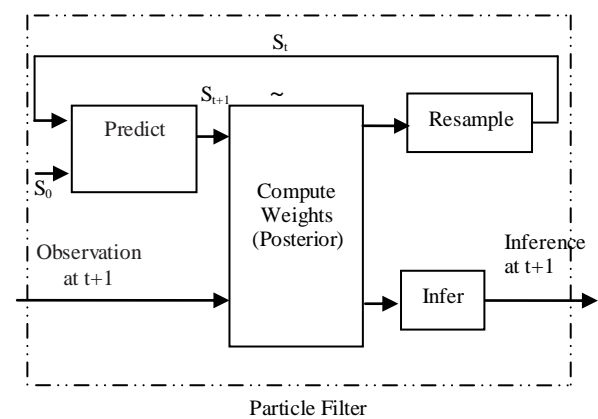 S_t
S_{t+1} ~
Predict
Resample
S_0
Compute
Weights
(Posterior)
Observation
at t+1
Inference
at t+1
Infer
Particle Filter